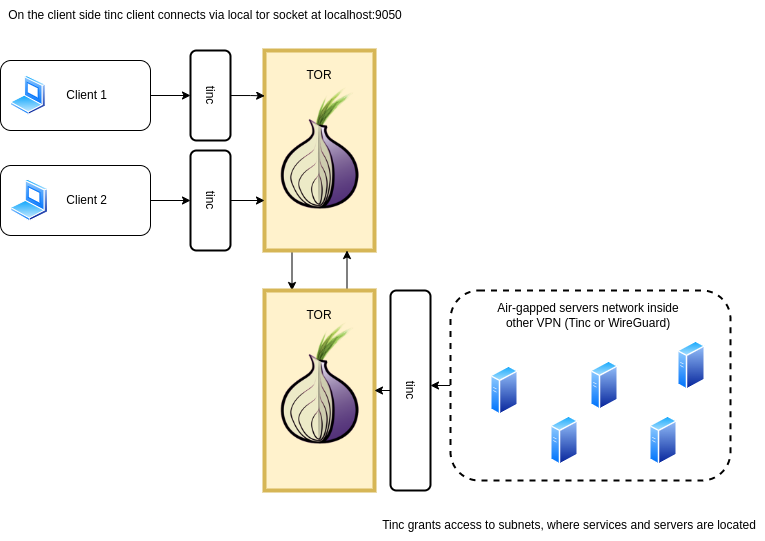 On the client side tinc client connects via local tor socket at localhost:9050
TOR
Client 1
tinc
Client 2
tinc
TOR
tinc
Air-gapped servers network inside
other VPN (Tinc or WireGuard)
Tinc grants access to subnets, where services and servers are located